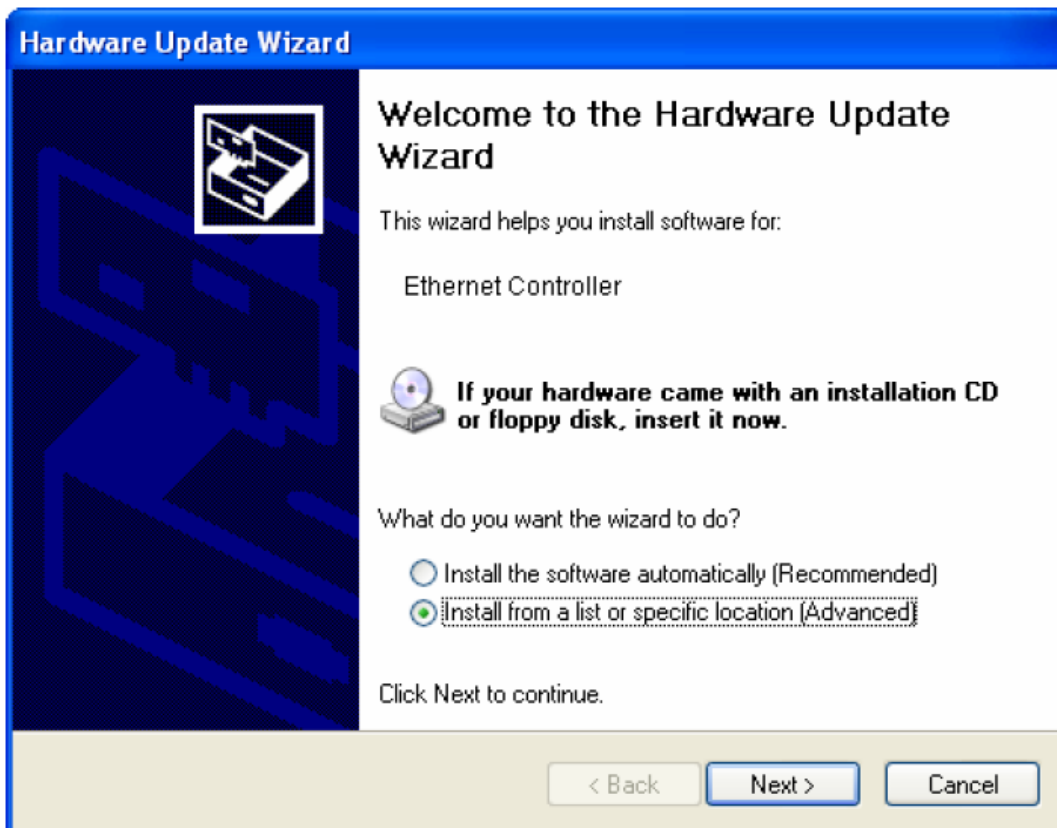 Hardware Update Wizard
Welcome to the Hardware Update
Wizard
This wizard helps you install software for:
Ethernet Controller
If your hardware came with an installation CD
or floppy disk, insert it now.
What do you want the wizard to do?
Install the software automatically (Recommended)
Install from a list or specific location (Advanced)
Click Next to continue.
< Back Next > Cancel